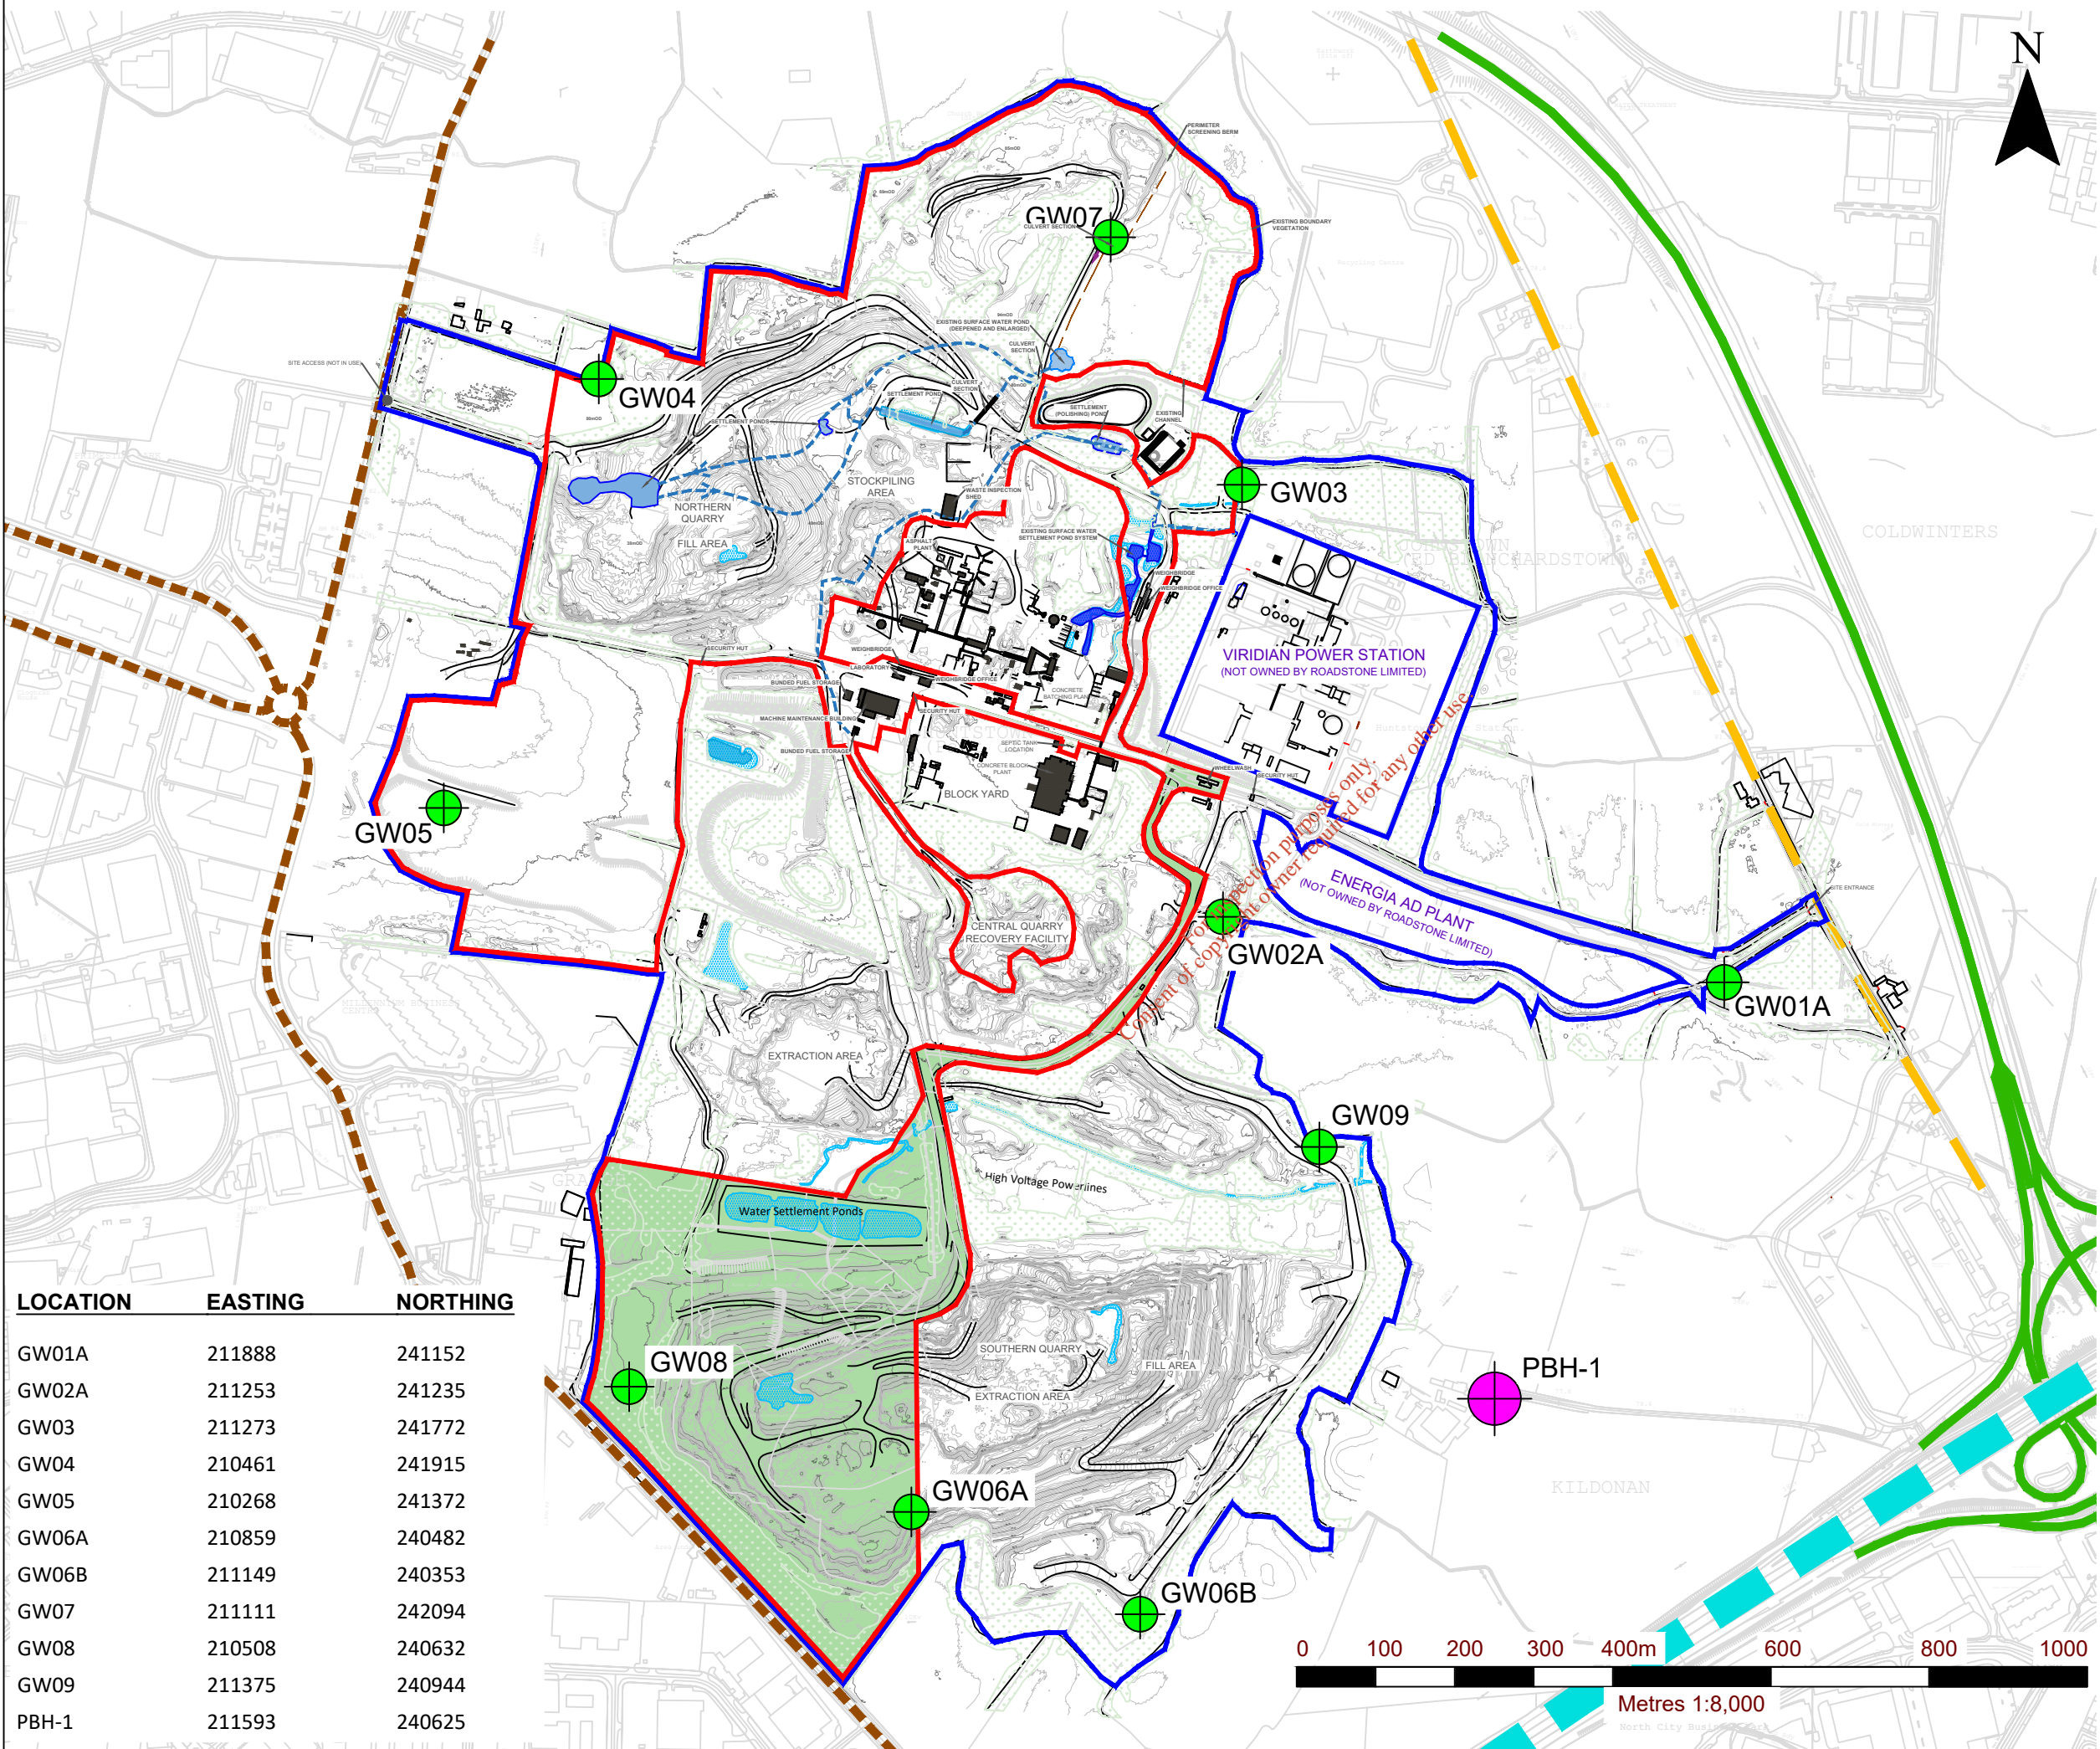 N
PERIMETER
SCREENING BERM
GW07
CULVERT SECTION
EXISTING BOUNDARY
VEGETATION
EXISTING SURFACE WATER POND
(DEEPENED AND ENLARGED)
CULVERT
SECTION
SITE ACCESS (NOT IN USE)
GW04
CULVERT
SECTION
SETTLEMENT POND
SETTLEMENT PONDS
SETTLEMENT
(POLISHING) POND
EXISTING
CHANNEL
STOCKPILING
AREA
GW03
WASTE INSPECTION
SHED
NORTHERN
QUARRY
FILL AREA
COLDWINTERS
EXISTING SURFACE WATER
SETTLEMENT POND SYSTEM
ASPHALT
PLANT
WEIGHBRIDGE
WEIGHBRIDGE OFFICE
VIRIDIAN POWER STATION
(NOT OWNED BY ROADSTONE LIMITED)
SECURITY HUT
WEIGHBRIDGE
LABORATORY
BUNDED FUEL STORAGE
WEIGHBRIDGE OFFICE
CONCRETE
BATCHING PLANT
SECURITY HUT
MACHINE MAINTENANCE BUILDING
BUNDED FUEL STORAGE
SEPTIC TANK
LOCATION
CONCRETE BLOCK
PLANT
BLOCK YARD
WHEELWASH
SECURITY HUT
GW05
For inspection purposes only.
Consent of copyright owner required for any other use.
ENERGIA AD PLANT
(NOT OWNED BY ROADSTONE LIMITED)
SITE ENTRANCE
CENTRAL QUARRY
RECOVERY FACILITY
GW02A
GW01A
MILLENNIUM BUSINESS
CENTRE
EXTRACTION AREA
GW09
High Voltage Powerlines
Water Settlement Ponds
SOUTHERN QUARRY
FILL AREA
EXTRACTION AREA
GW08
PBH-1
KILDONAN
GW06A
GW06B
LOCATION EASTING NORTHING
GW01A 211888 241152
GW02A 211253 241235
GW03 211273 241772
GW04 210461 241915
GW05 210268 241372
GW06A 210859 240482
GW06B 211149 240353
GW07 211111 242094
GW08 210508 240632
GW09 211375 240944
PBH-1 211593 240625
0 100 200 300 400m 600 800 1000
Metres 1:8,000